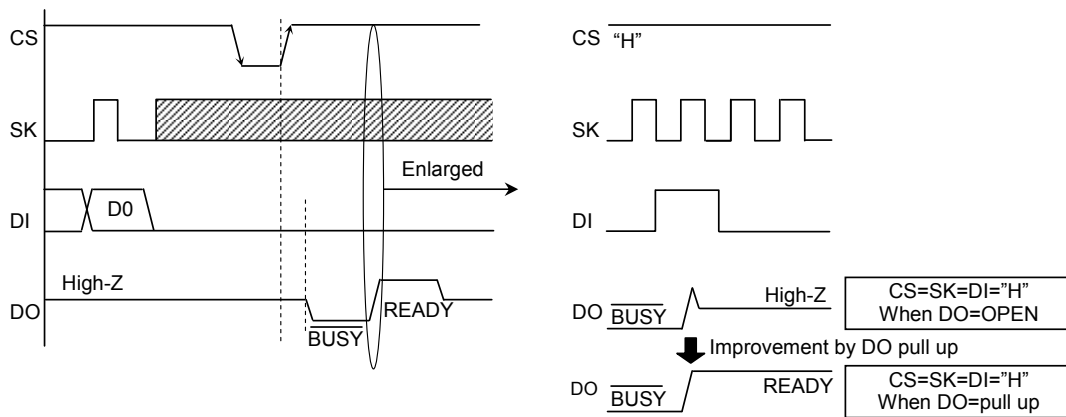 CS
SK
Enlarged
DI
D0
High-Z
DO
READY
BUSY
CS "H"
SK
DI
DO BUSY High-Z
CS=SK=DI="H"
When DO=OPEN
Improvement by DO pull up
DO BUSY READY
CS=SK=DI="H"
When DO=pull up